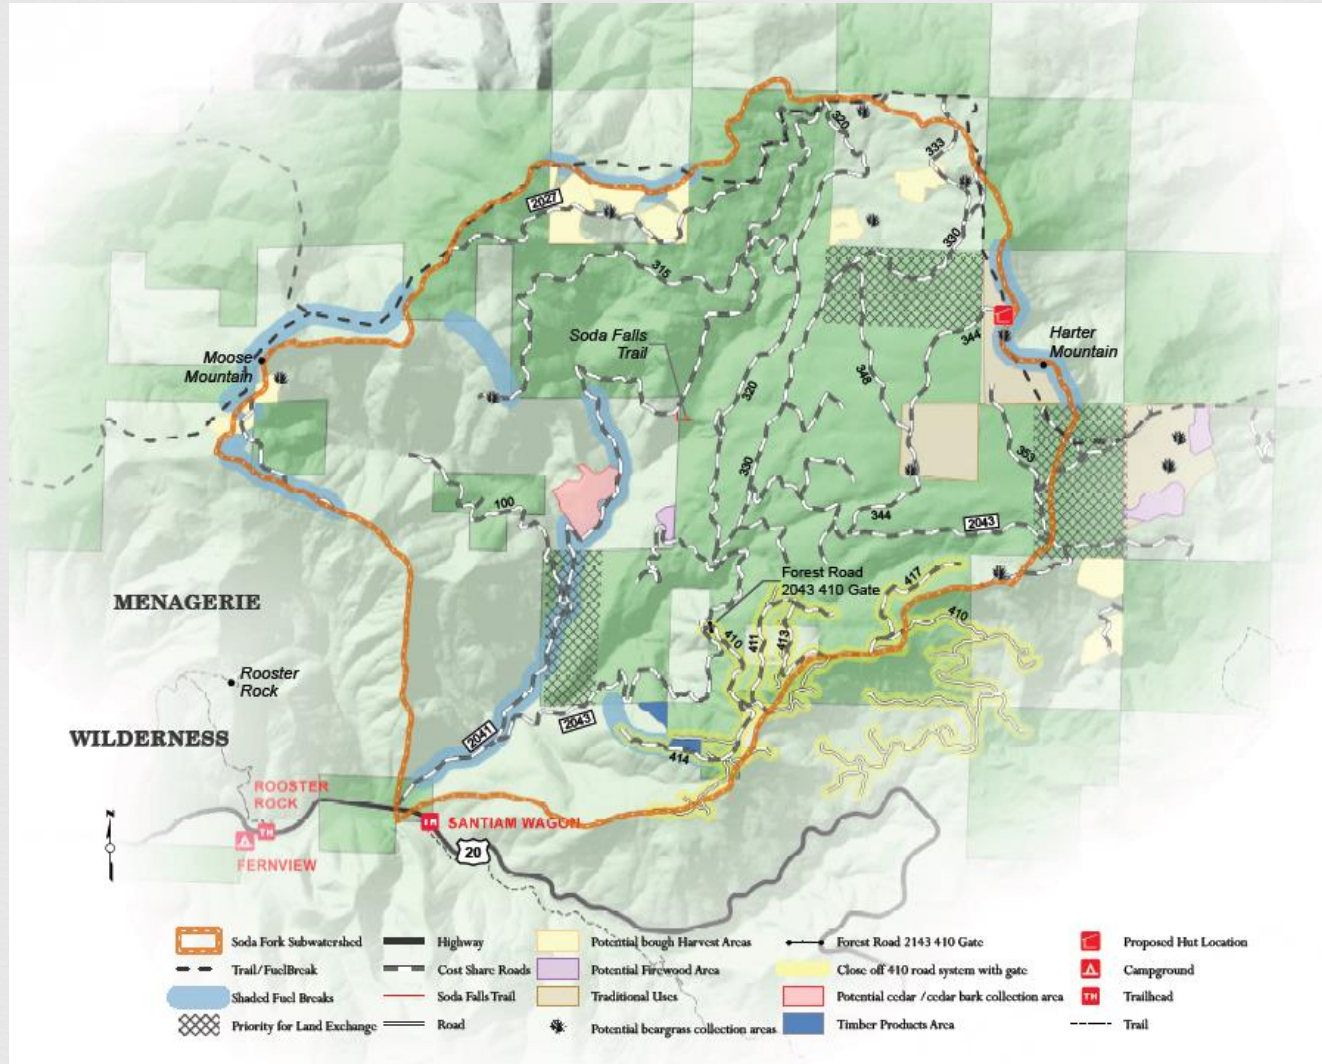 320
333
2027
330
315
Soda Falls
Trail
344
Harter
Mountain
Moose
Mountain
348
320
330
353
100
344
2043
Forest Road
2043 410 Gate
417
410
410
411
413
MENAGERIE
Rooster
Rock
WILDERNESS
2041
2043
414
ROOSTER
ROCK
TH
SANTIAM WAGON
FERNVIEW
20
N
Soda Fork Subwatershed
Highway
Potential bough Harvest Areas
Forest Road 2143 410 Gate
Proposed Hut Location
Trail/FuelBreak
Cost Share Roads
Potential Firewood Area
Close off 410 road system with gate
Campground
Shaded Fuel Breaks
Soda Falls Trail
Traditional Uses
Potential cedar /cedar bark collection area
TH
Trailhead
Priority for Land Exchange
Road
Potential beargrass collection areas
Timber Products Area
Trail